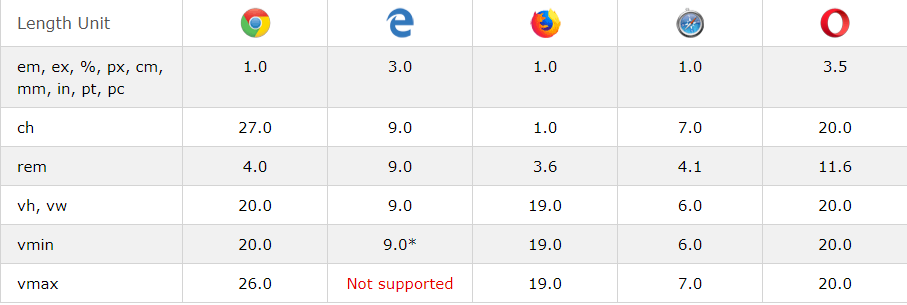 Length Unit
em, ex, %, px, cm, 1.0 3.0 1.0 1.0 3.5
mm, in, pt, pc
ch 27.0 9.0 1.0 7.0 20.0
rem 4.0 9.0 3.6 4.1 11.6
vh, vw 20.0 9.0 19.0 6.0 20.0
vmin 20.0 9.0* 19.0 6.0 20.0
vmax 26.0 Not supported 19.0 7.0 20.0